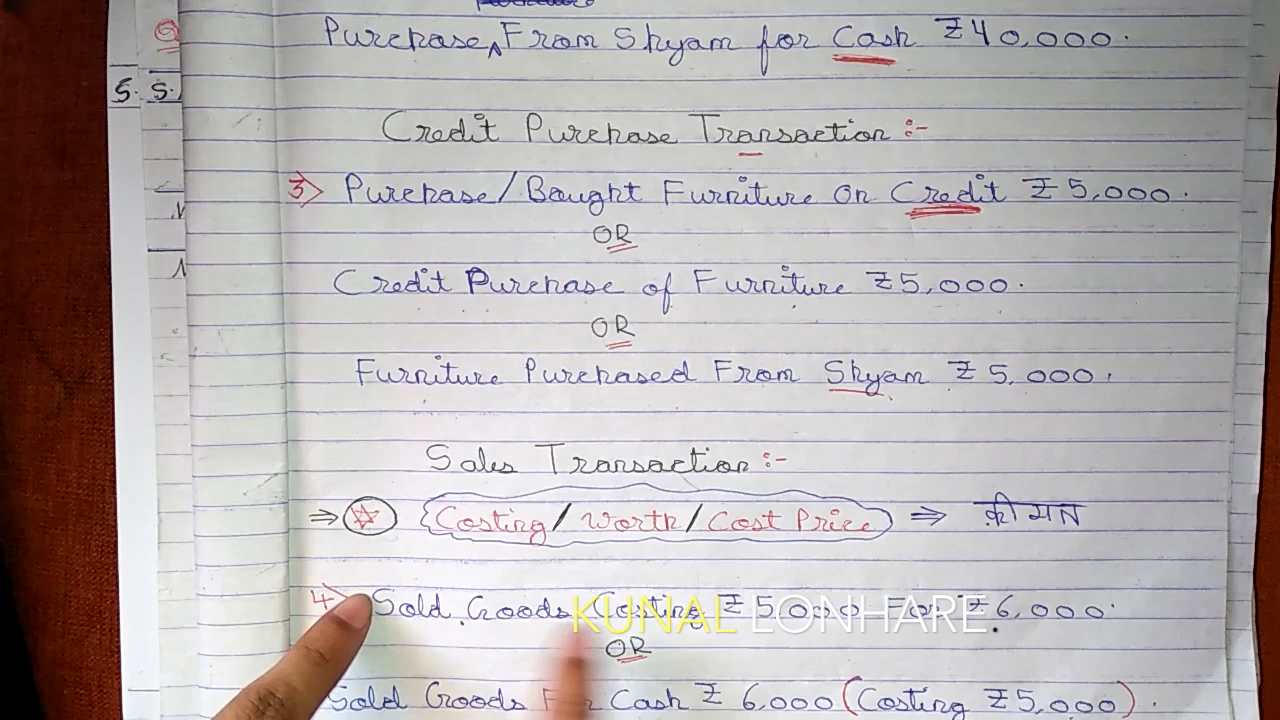 Purchase, From Shyam for Cash ₹ 40,000.
S. S.
Credit Purchase Transaction :-
3> Purchase/Bought Furniture on Credit ₹ 5,000.
OR
Credit Purchase of Furniture ₹ 5,000.
OR
Furniture Purchased From Shyam ₹ 5,000.
Sales Transaction :-
⇒ ✡ Costing / Worth / Cost Price ⇒ क़ीमत
4> Sold Goods Costing ₹ 5000 For ₹ 6,000.
KUNAL LONHARE.
OR
Sold Goods For Cash ₹ 6,000 (Costing ₹ 5,000).